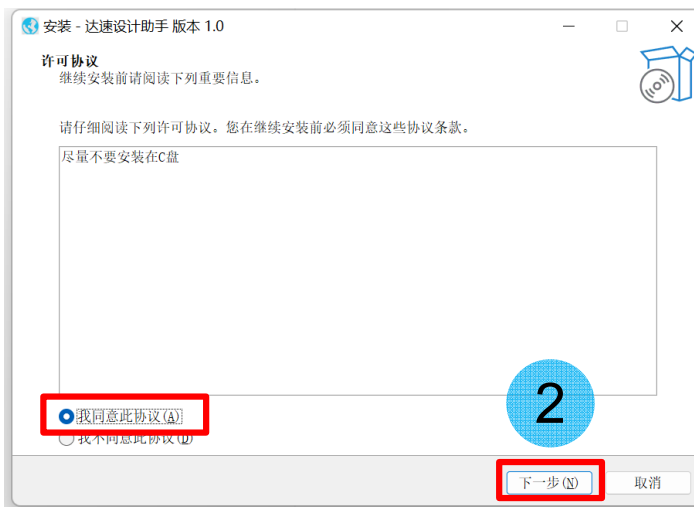 安装 - 达速设计助手 版本 1.0
许可协议
继续安装前请阅读下列重要信息。
请仔细阅读下列许可协议。您在继续安装前必须同意这些协议条款。
尽量不要安装在C盘
我同意此协议(A)
我不同意此协议(D)
2
下一步(N)
取消